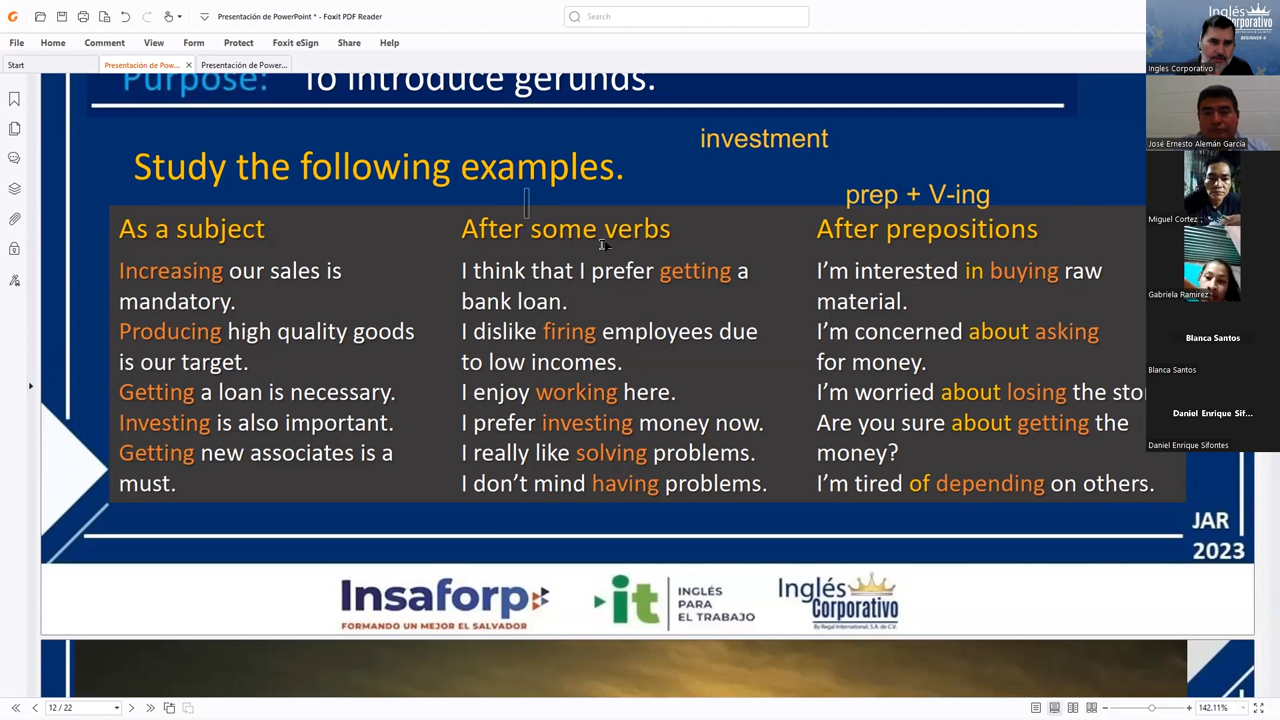 Presentación de PowerPoint * - Foxit PDF Reader
Search
File
Home
Comment
View
Form
Protect
Foxit eSign
Share
Help
Start
Presentación de Pow...
Presentación de Power...
Purpose: To introduce gerunds.
investment
Study the following examples.
prep + V-ing
As a subject
Increasing our sales is
mandatory.
Producing high quality goods
is our target.
Getting a loan is necessary.
Investing is also important.
Getting new associates is a
must.
After some verbs
I think that I prefer getting a
bank loan.
I dislike firing employees due
to low incomes.
I enjoy working here.
I prefer investing money now.
I really like solving problems.
I don't mind having problems.
After prepositions
I'm interested in buying raw
material.
I'm concerned about asking
for money.
I'm worried about losing the
Are you sure about getting the
money?
I'm tired of depending on others.
JAR
2023
Insaforp
FORMANDO UN MEJOR EL SALVADOR
it
INGLÉS
PARA
EL TRABAJO
Inglés
Corporativo
By Regal International, S.A. de C.V.
12 / 22
142.11%
Inglés
Corporativo
BEGINNER 4
Ingles Corporativo
José Ernesto Alemán García
Miguel Cortez
Gabriela Ramirez
Blanca Santos
Blanca Santos
Daniel Enrique Sif...
Daniel Enrique Sifontes